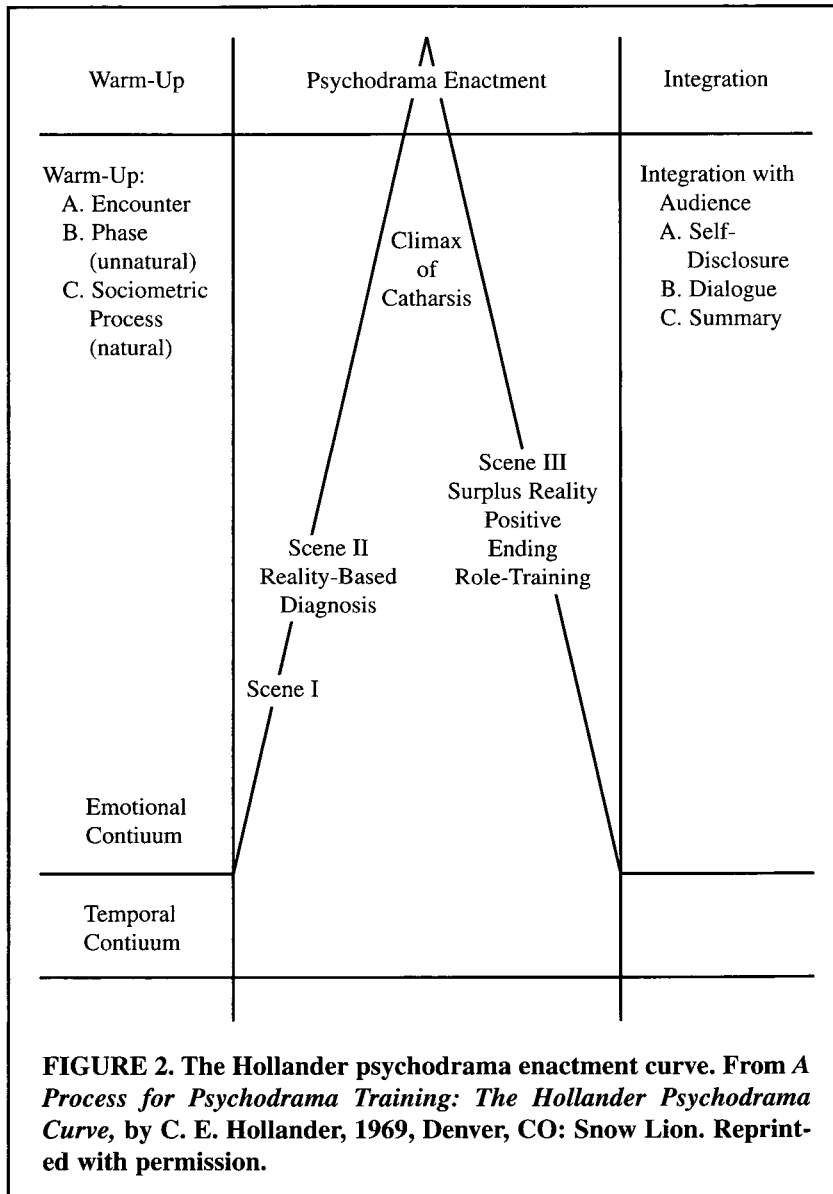 Warm-Up
Psychodrama Enactment
Integration
Warm-Up:
A. Encounter
B. Phase
(unnatural)
C. Sociometric
Process
(natural)
Climax
of
Catharsis
Integration with
Audience
A. Self-
Disclosure
B. Dialogue
C. Summary
Scene III
Surplus Reality
Positive
Ending
Role-Training
Scene II
Reality-Based
Diagnosis
Scene I
Emotional
Contiuum
Temporal
Contiuum
FIGURE 2. The Hollander psychodrama enactment curve. From A
Process for Psychodrama Training: The Hollander Psychodrama
Curve, by C. E. Hollander, 1969, Denver, CO: Snow Lion. Reprint-
ed with permission.